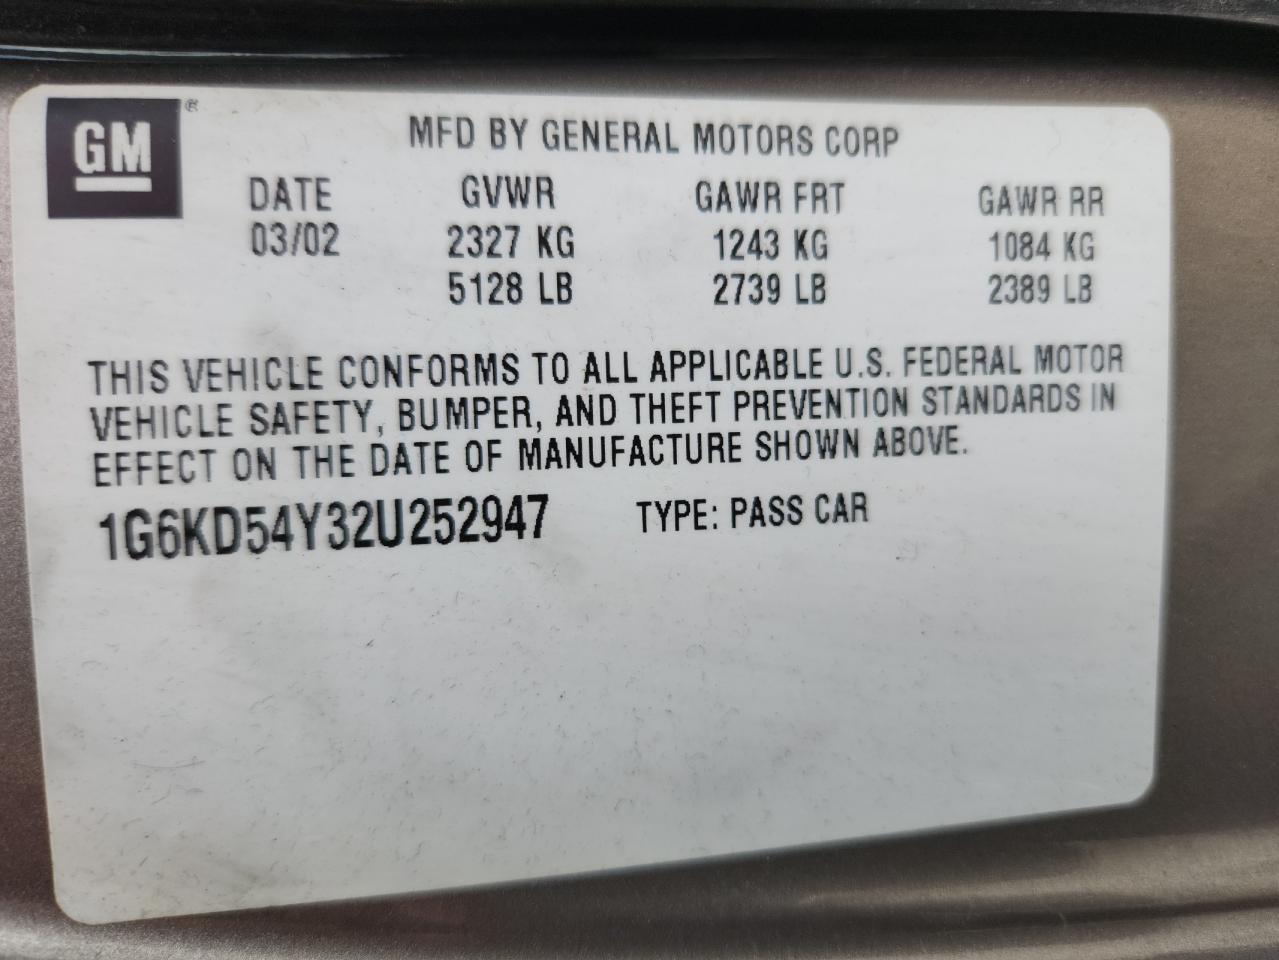 GM®
MFD BY GENERAL MOTORS CORP
DATE GVWR GAWR FRT GAWR RR
03/02 2327 KG 1243 KG 1084 KG
5128 LB 2739 LB 2389 LB
THIS VEHICLE CONFORMS TO ALL APPLICABLE U.S. FEDERAL MOTOR
VEHICLE SAFETY, BUMPER, AND THEFT PREVENTION STANDARDS IN
EFFECT ON THE DATE OF MANUFACTURE SHOWN ABOVE.
1G6KD54Y32U252947 TYPE: PASS CAR